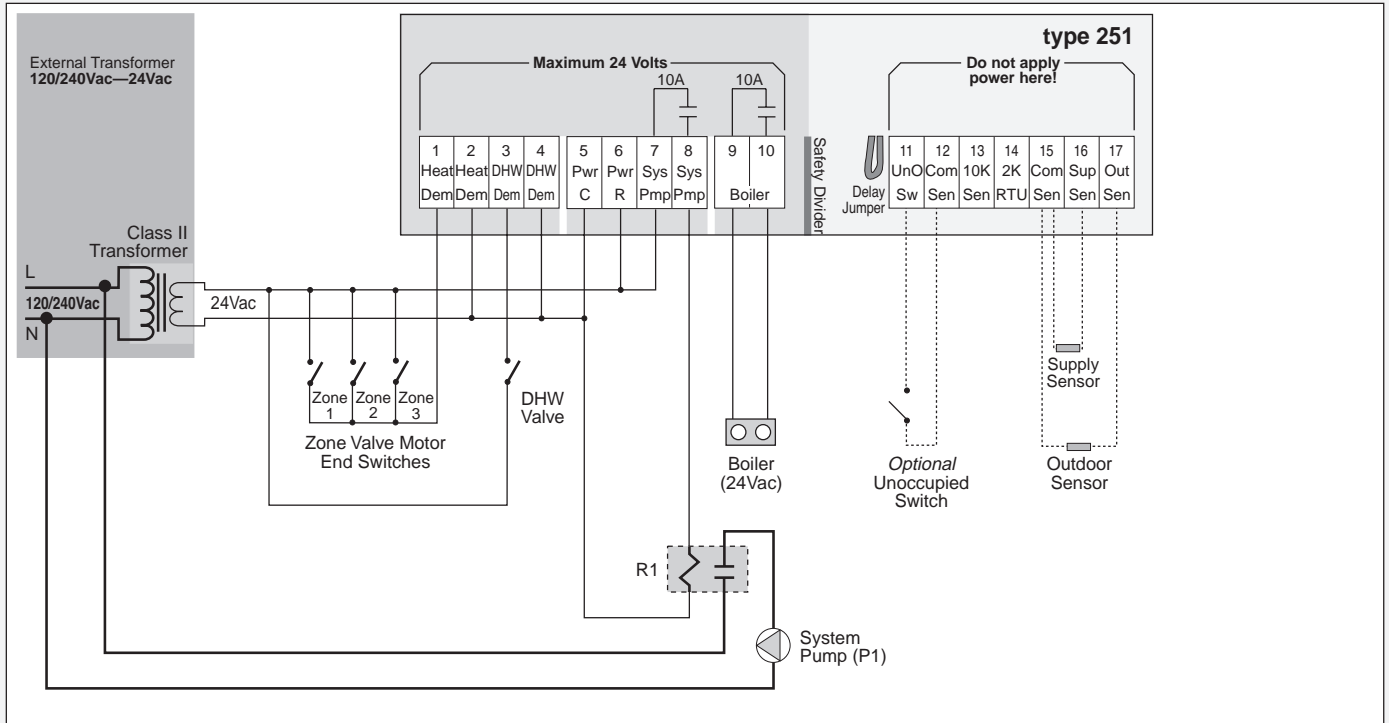 type 251
External Transformer
120/240Vac—24Vac
Maximum 24 Volts
Do not apply
power here!
10A
10A
1
Heat
Dem
2
Heat
Dem
3
DHW
Dem
4
DHW
Dem
5
Pwr
C
6
Pwr
R
7
Sys
Pmp
8
Sys
Pmp
9
10
Boiler
Safety Divider
Delay
Jumper
11
UnO
Sw
12
Com
Sen
13
10K
Sen
14
2K
RTU
15
Com
Sen
16
Sup
Sen
17
Out
Sen
Class II
Transformer
L
120/240Vac
N
24Vac
Zone
1
Zone
2
Zone
3
Zone Valve Motor
End Switches
DHW
Valve
Boiler
(24Vac)
Optional
Unoccupied
Switch
Supply
Sensor
Outdoor
Sensor
R1
System
Pump (P1)